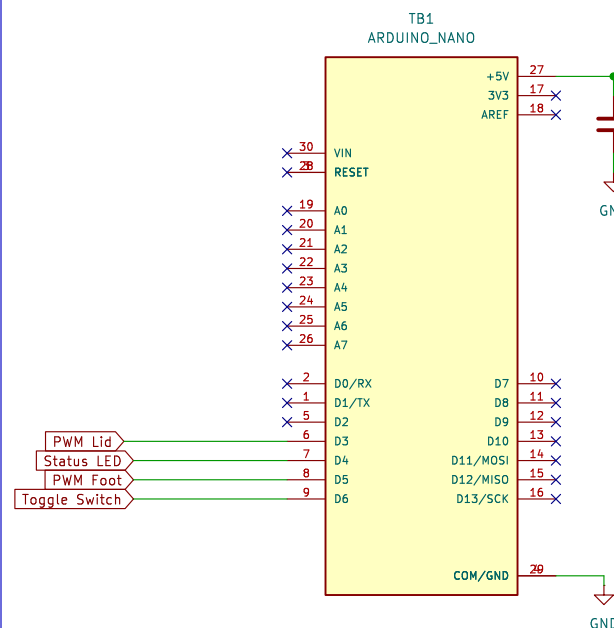 TB1
ARDUINO_NANO
+5V 27
3V3 17
AREF 18
30 VIN
RESET
19 A0
20 A1
21 A2
22 A3
23 A4
24 A5
25 A6
26 A7
2 D0/RX
1 D1/TX
5 D2
PWM Lid 6 D3
Status LED 7 D4
PWM Foot 8 D5
Toggle Switch 9 D6
D7 10
D8 11
D9 12
D10 13
D11/MOSI 14
D12/MISO 15
D13/SCK 16
COM/GND